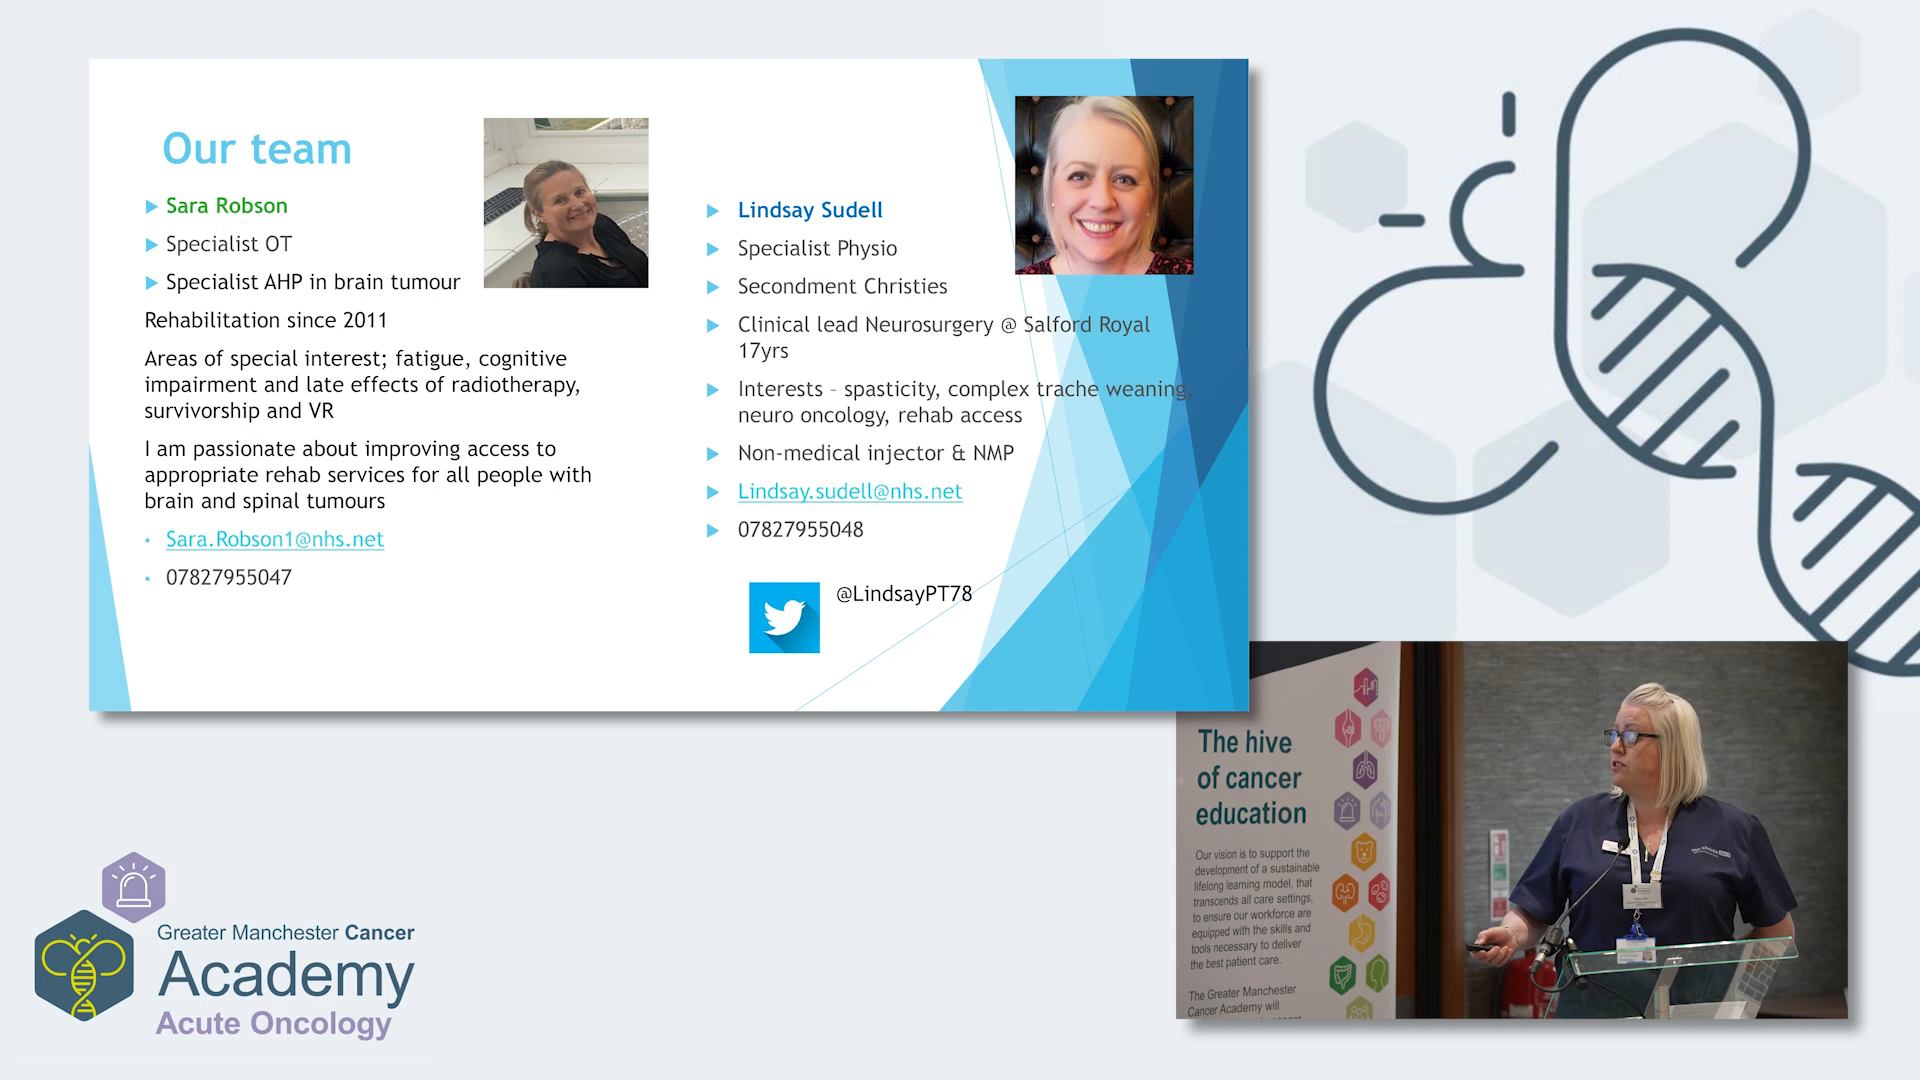 Our team
Sara Robson
Specialist OT
Specialist AHP in brain tumour
Rehabilitation since 2011
Areas of special interest; fatigue, cognitive
impairment and late effects of radiotherapy,
survivorship and VR
I am passionate about improving access to
appropriate rehab services for all people with
brain and spinal tumours
Sara.Robson1@nhs.net
07827955047
Lindsay Sudell
Specialist Physio
Secondment Christies
Clinical lead Neurosurgery @ Salford Royal
17yrs
Interests – spasticity, complex trache weaning,
neuro oncology, rehab access
Non-medical injector & NMP
Lindsay.sudell@nhs.net
07827955048
@LindsayPT78
The hive
of cancer
education
Our vision is to support the
development of a sustainable
lifelong learning model, that
transcends all care settings,
to ensure our workforce are
equipped with the skills and
tools necessary to deliver
the best patient care.
The Greater Manchester
Cancer Academy will
Greater Manchester Cancer
Academy
Acute Oncology